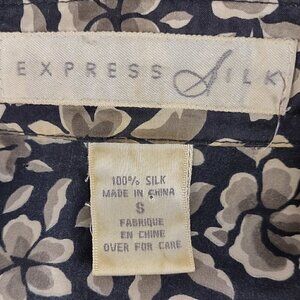 EXPRESS Silk
100% SILK
MADE IN CHINA
S
FABRIQUE
EN CHINE
OVER FOR CARE